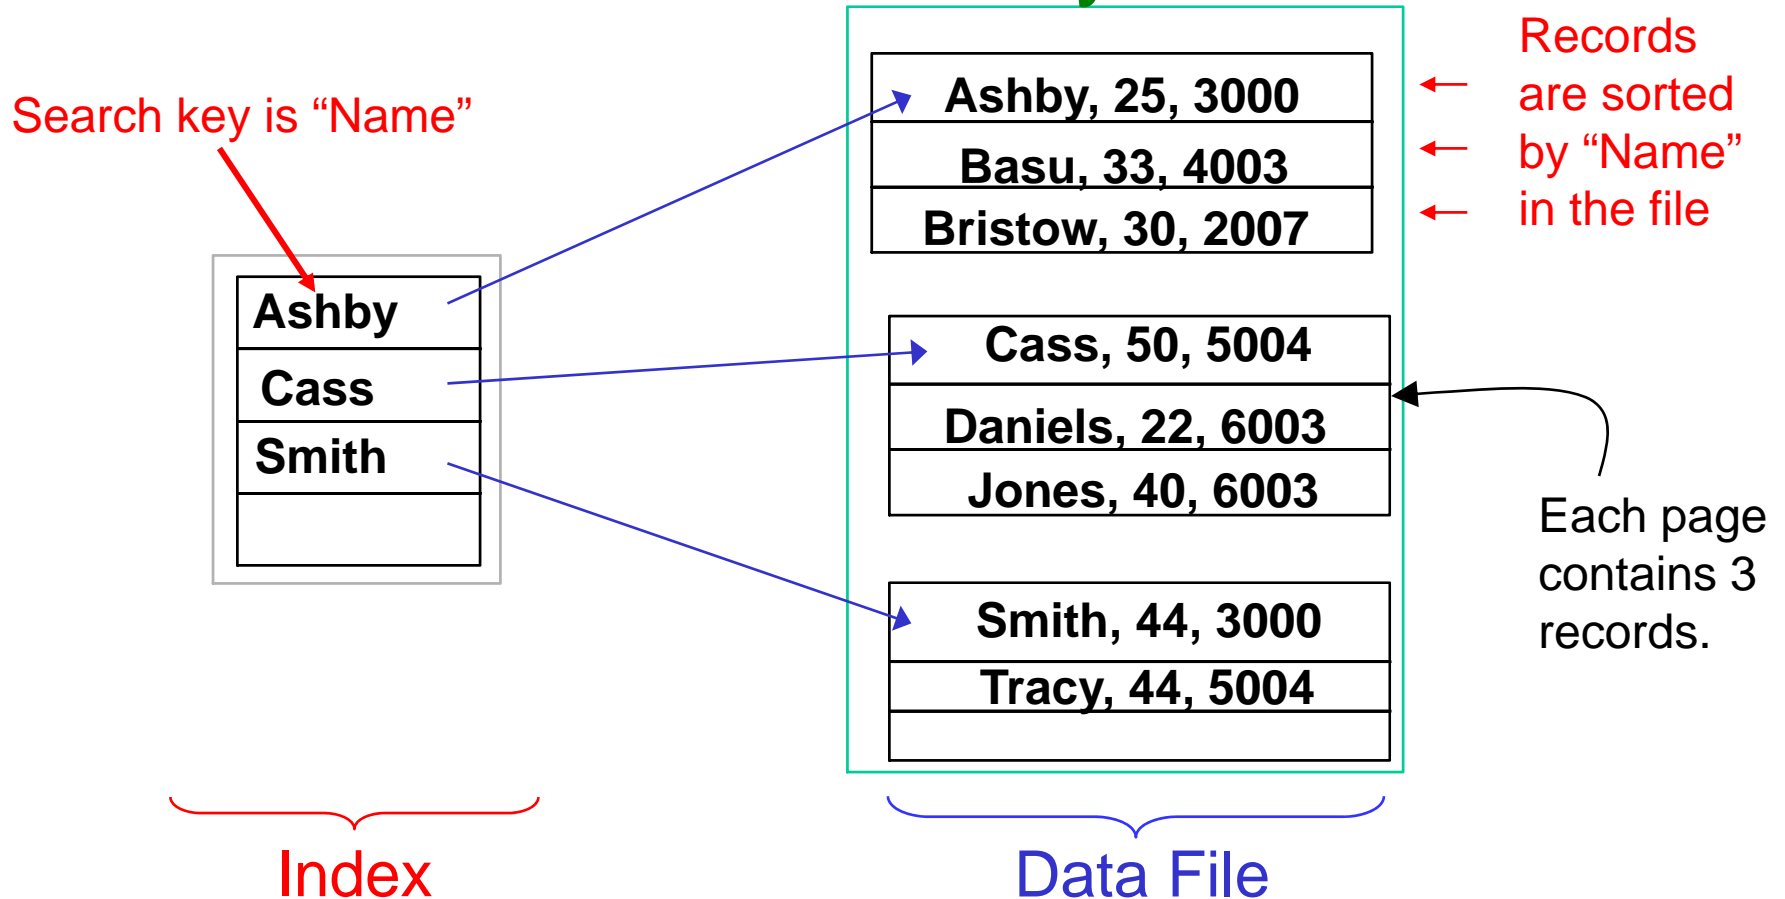 Search key is “Name”
Ashby
Cass
Smith
Index
Ashby, 25, 3000
Basu, 33, 4003
Bristow, 30, 2007
Cass, 50, 5004
Daniels, 22, 6003
Jones, 40, 6003
Smith, 44, 3000
Tracy, 44, 5004
Data File
Records
are sorted
by “Name”
in the file
Each page
contains 3
records.